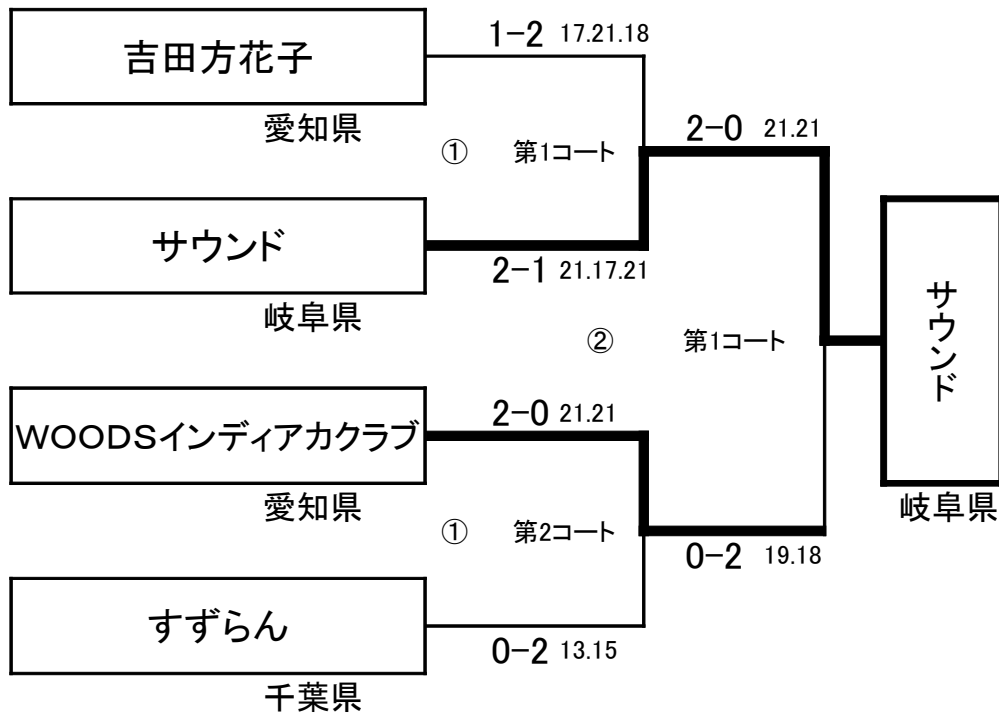 吉田方花子
1-2 17.21.18
愛知県
① 第1コート
2-0 21.21
サウンド
2-1 21.17.21
岐阜県
② 第1コート
サウンド
岐阜県
WOODSインディアカクラブ
2-0 21.21
愛知県
① 第2コート
0-2 19.18
すずらん
0-2 13.15
千葉県